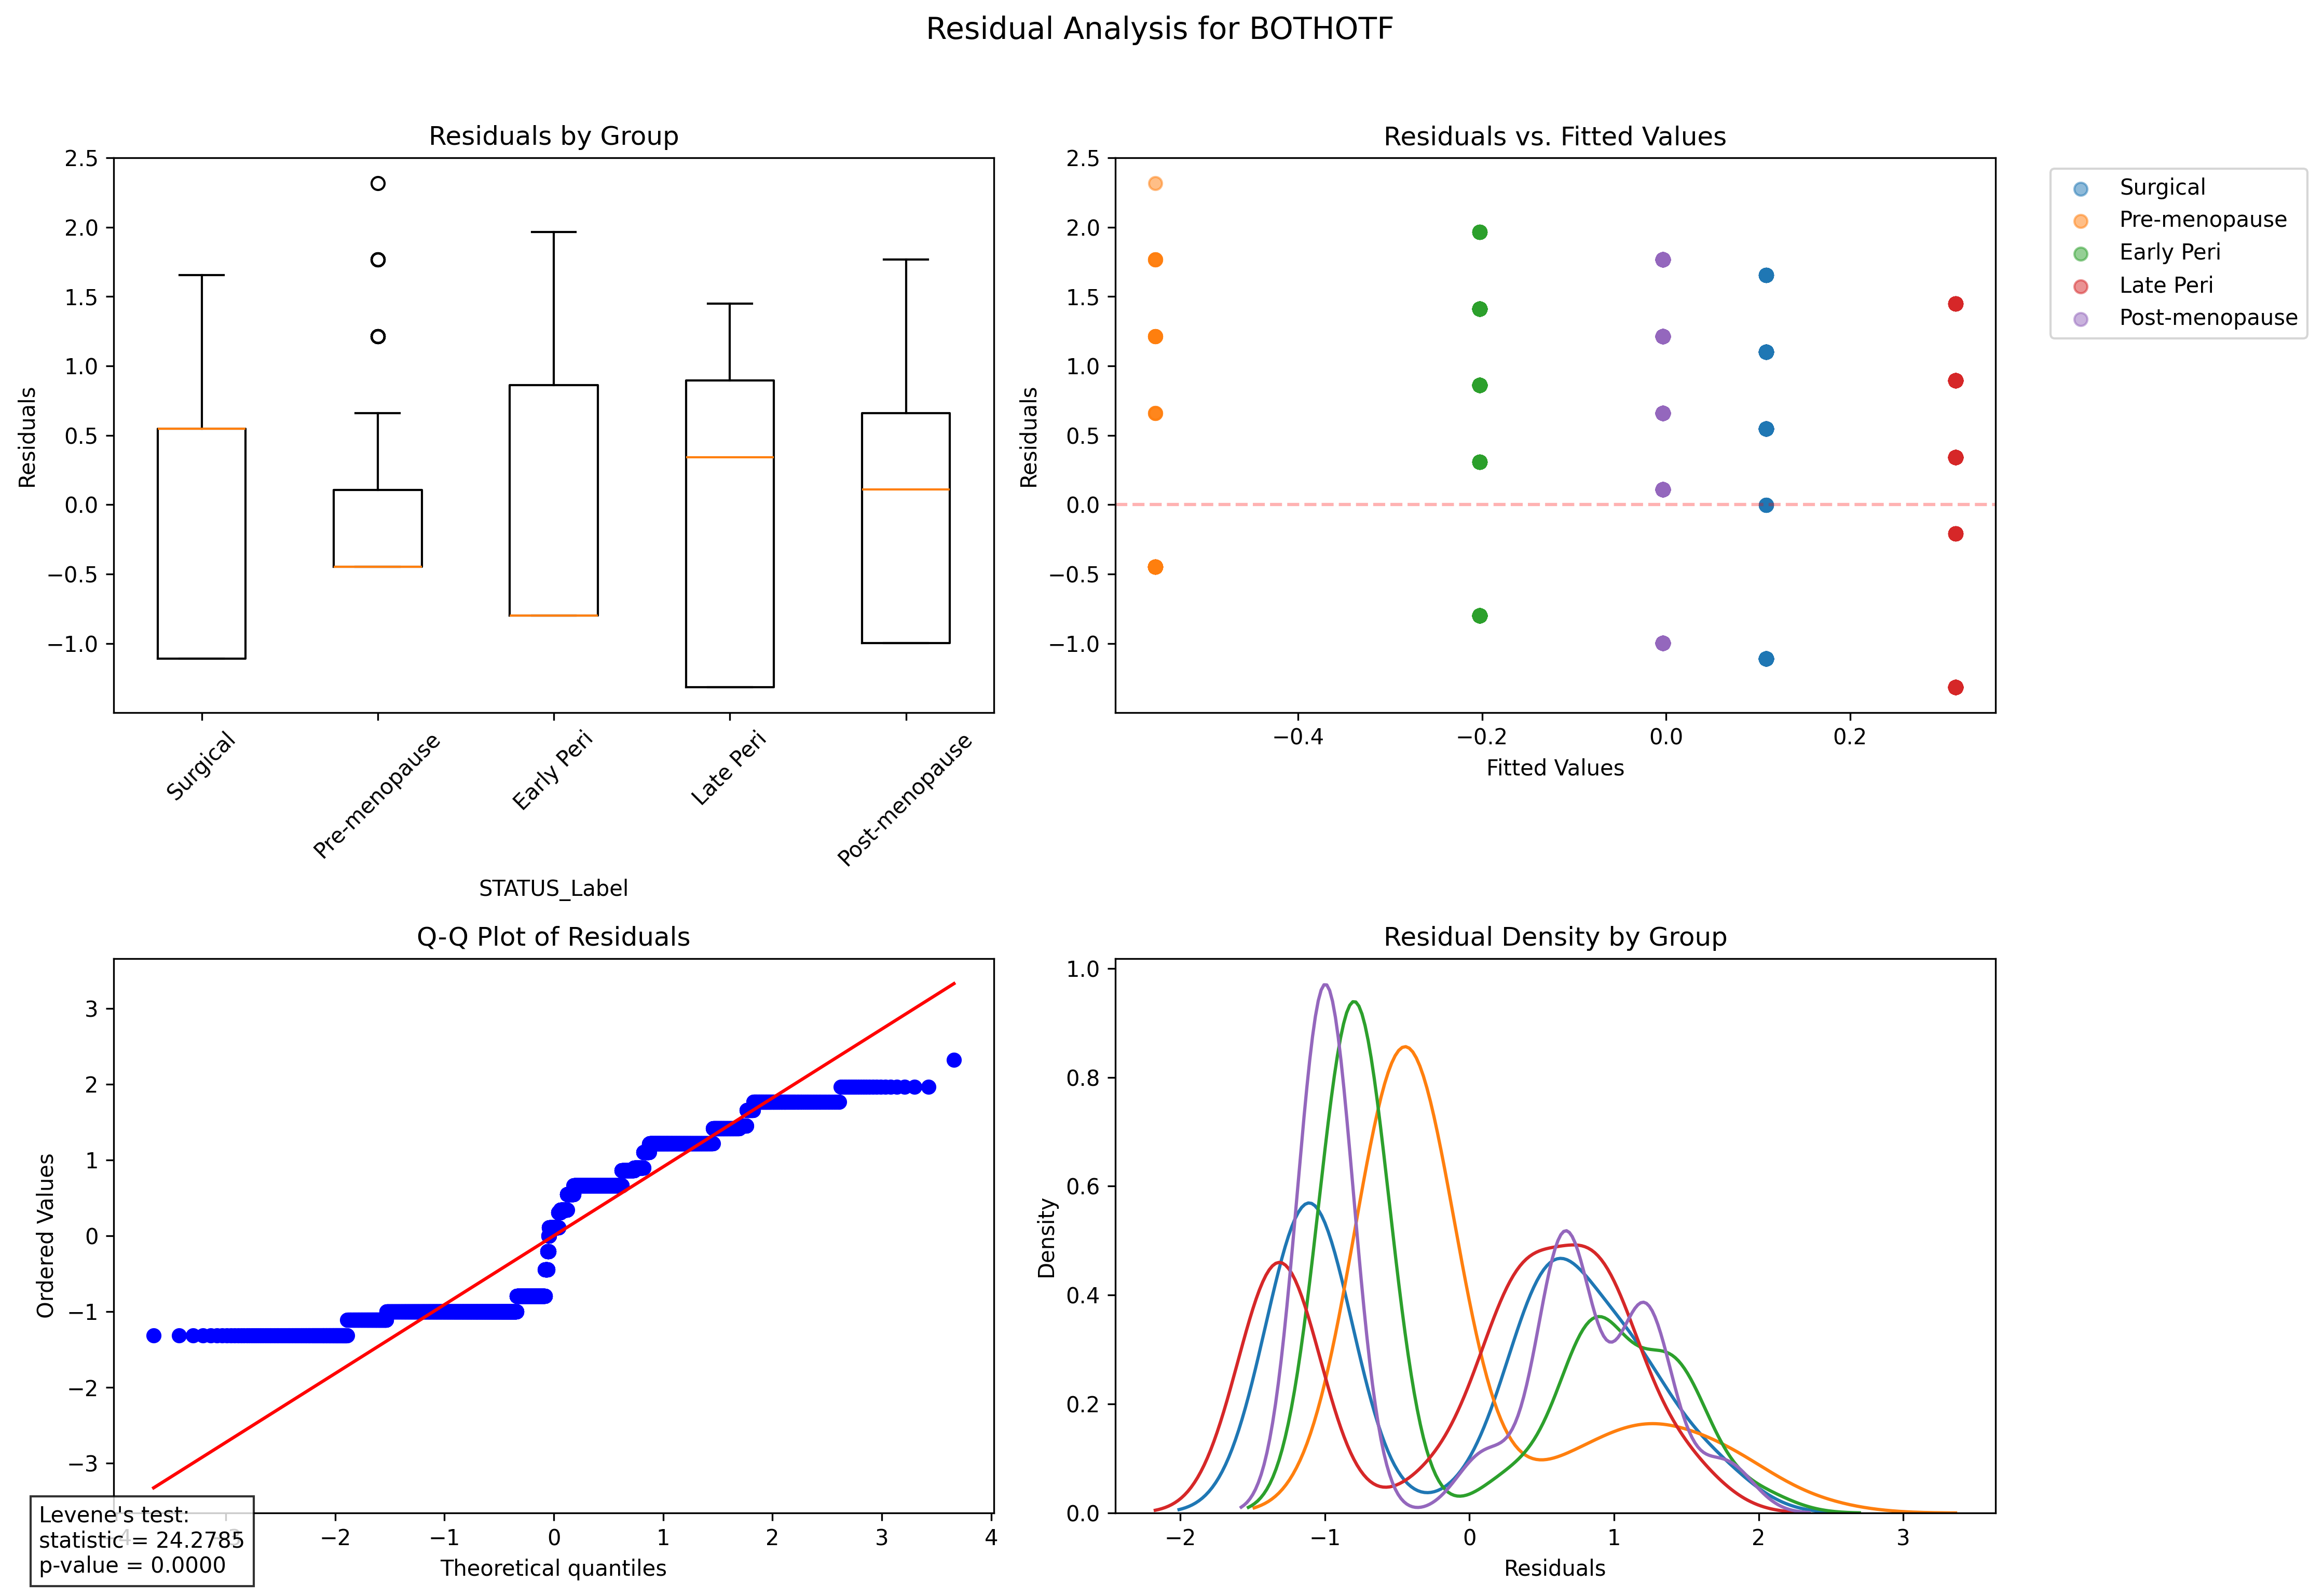 Residual Analysis for BOTHOTF
Residuals by Group
2.5
2.0
1.5
1.0
0.5
0.0
−0.5
−1.0
Residuals
Surgical
Pre-menopause
Early Peri
Late Peri
Post-menopause
STATUS_Label
Residuals vs. Fitted Values
2.5
2.0
1.5
1.0
0.5
0.0
−0.5
−1.0
Residuals
−0.4
−0.2
0.0
0.2
Fitted Values
Surgical
Pre-menopause
Early Peri
Late Peri
Post-menopause
Q-Q Plot of Residuals
3
2
1
0
−1
−2
−3
Ordered Values
−4
−3
−2
−1
0
1
2
3
4
Theoretical quantiles
Levene's test:
statistic = 24.2785
p-value = 0.0000
Residual Density by Group
1.0
0.8
0.6
0.4
0.2
0.0
Density
−2
−1
0
1
2
3
Residuals